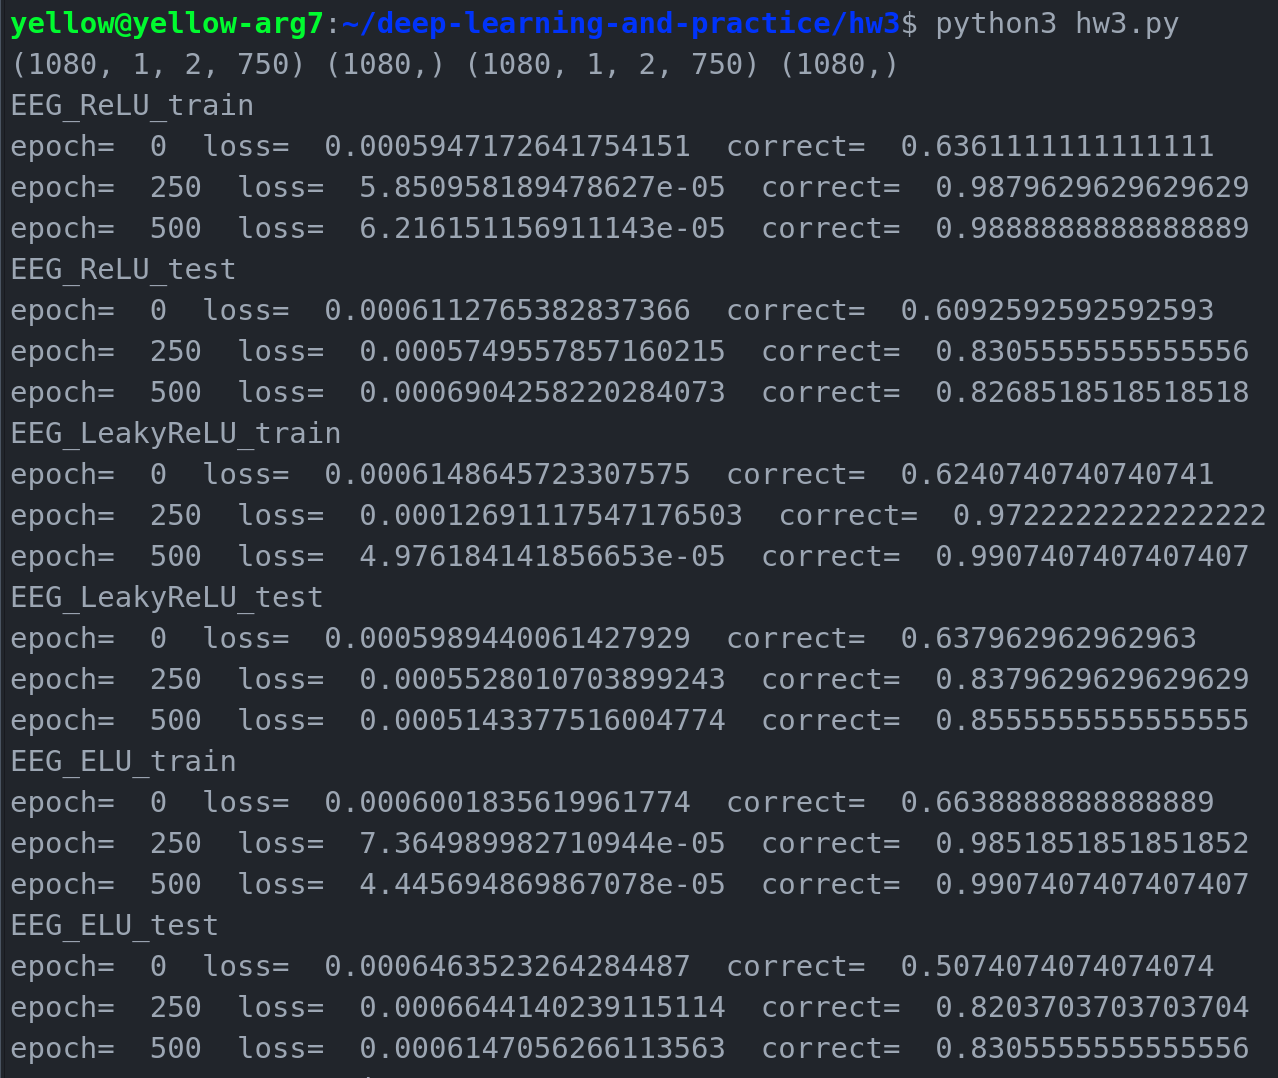 yellow@yellow-arg7:~/deep-learning-and-practice/hw3$ python3 hw3.py
(1080, 1, 2, 750) (1080,) (1080, 1, 2, 750) (1080,)
EEG_ReLU_train
epoch=  0  loss=  0.0005947172641754151  correct=  0.6361111111111111
epoch=  250  loss=  5.850958189478627e-05  correct=  0.9879629629629629
epoch=  500  loss=  6.216151156911143e-05  correct=  0.9888888888888889
EEG_ReLU_test
epoch=  0  loss=  0.0006112765382837366  correct=  0.6092592592592593
epoch=  250  loss=  0.0005749557857160215  correct=  0.8305555555555556
epoch=  500  loss=  0.0006904258220284073  correct=  0.8268518518518518
EEG_LeakyReLU_train
epoch=  0  loss=  0.0006148645723307575  correct=  0.6240740740740741
epoch=  250  loss=  0.00012691117547176503  correct=  0.9722222222222222
epoch=  500  loss=  4.976184141856653e-05  correct=  0.9907407407407407
EEG_LeakyReLU_test
epoch=  0  loss=  0.0005989440061427929  correct=  0.637962962962963
epoch=  250  loss=  0.0005528010703899243  correct=  0.8379629629629629
epoch=  500  loss=  0.0005143377516004774  correct=  0.8555555555555555
EEG_ELU_train
epoch=  0  loss=  0.0006001835619961774  correct=  0.6638888888888889
epoch=  250  loss=  7.364989982710944e-05  correct=  0.9851851851851852
epoch=  500  loss=  4.445694869867078e-05  correct=  0.9907407407407407
EEG_ELU_test
epoch=  0  loss=  0.0006463523264284487  correct=  0.5074074074074074
epoch=  250  loss=  0.0006644140239115114  correct=  0.8203703703703704
epoch=  500  loss=  0.0006147056266113563  correct=  0.8305555555555556